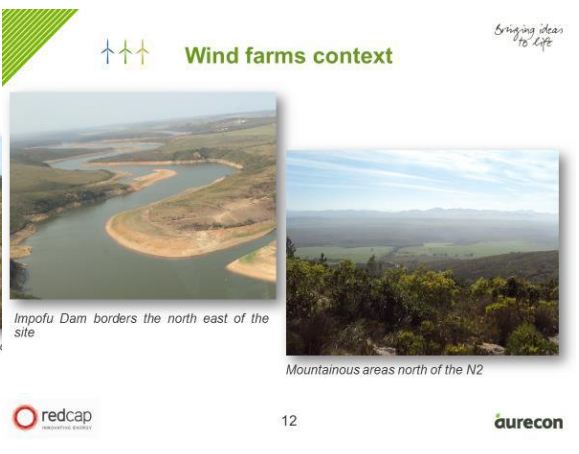 Bringing ideas
to life
Wind farms context
Impofu Dam borders the north east of the
site
Mountainous areas north of the N2
redcap
INNOVATIVE ENERGY
12
aurecon